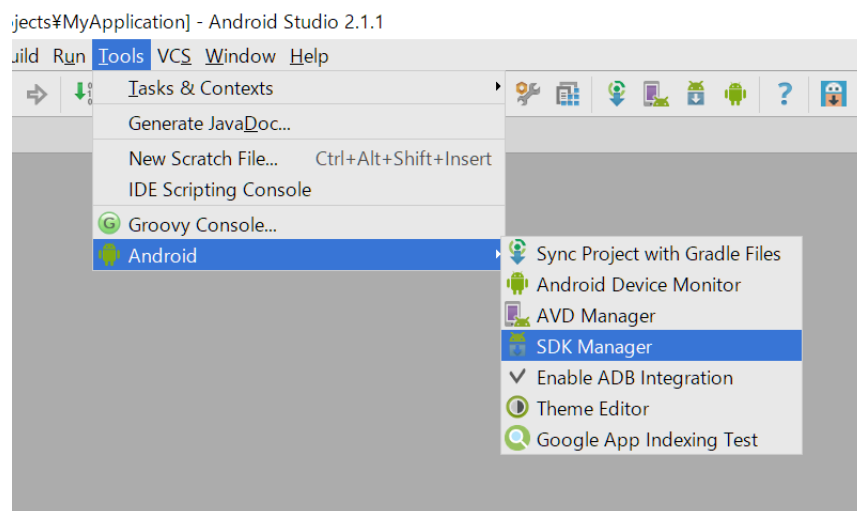 jects¥MyApplication] - Android Studio 2.1.1
uild Run Tools VCS Window Help
Tasks & Contexts
Generate JavaDoc...
New Scratch File... Ctrl+Alt+Shift+Insert
IDE Scripting Console
G Groovy Console...
Android
Sync Project with Gradle Files
Android Device Monitor
AVD Manager
SDK Manager
Enable ADB Integration
Theme Editor
Google App Indexing Test